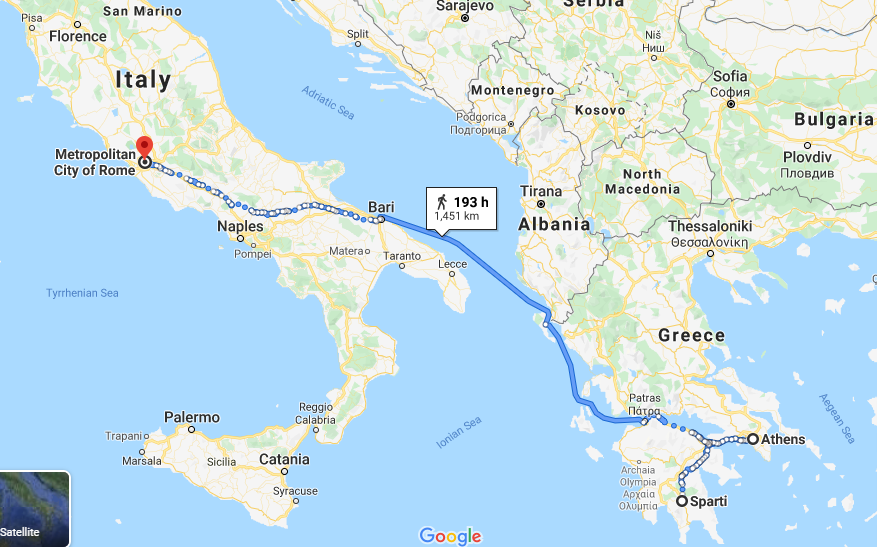 San Marino
Pisa
Florence
Italy
Split
Sarajevo
Serbia
Niš
Ниш
Sofia
София
Adriatic Sea
Montenegro
Kosovo
Bulgaria
Podgorica
Подгорица
Plovdiv
Пловдив
Metropolitan
City of Rome
North
Macedonia
Tirana
Albania
Bari
193 h
1,451 km
Naples
Pompei
Matera
Taranto
Lecce
Thessaloniki
Θεσσαλονίκη
Tyrrhenian Sea
Greece
Patras
Πάτρα
Aegean Sea
Palermo
Reggio
Calabria
Ionian Sea
Athens
Trapani
Marsala
Sicilia
Catania
Archaia
Olympia
Αρχαία
Ολυμπία
Syracuse
Sparti
Satellite
Google